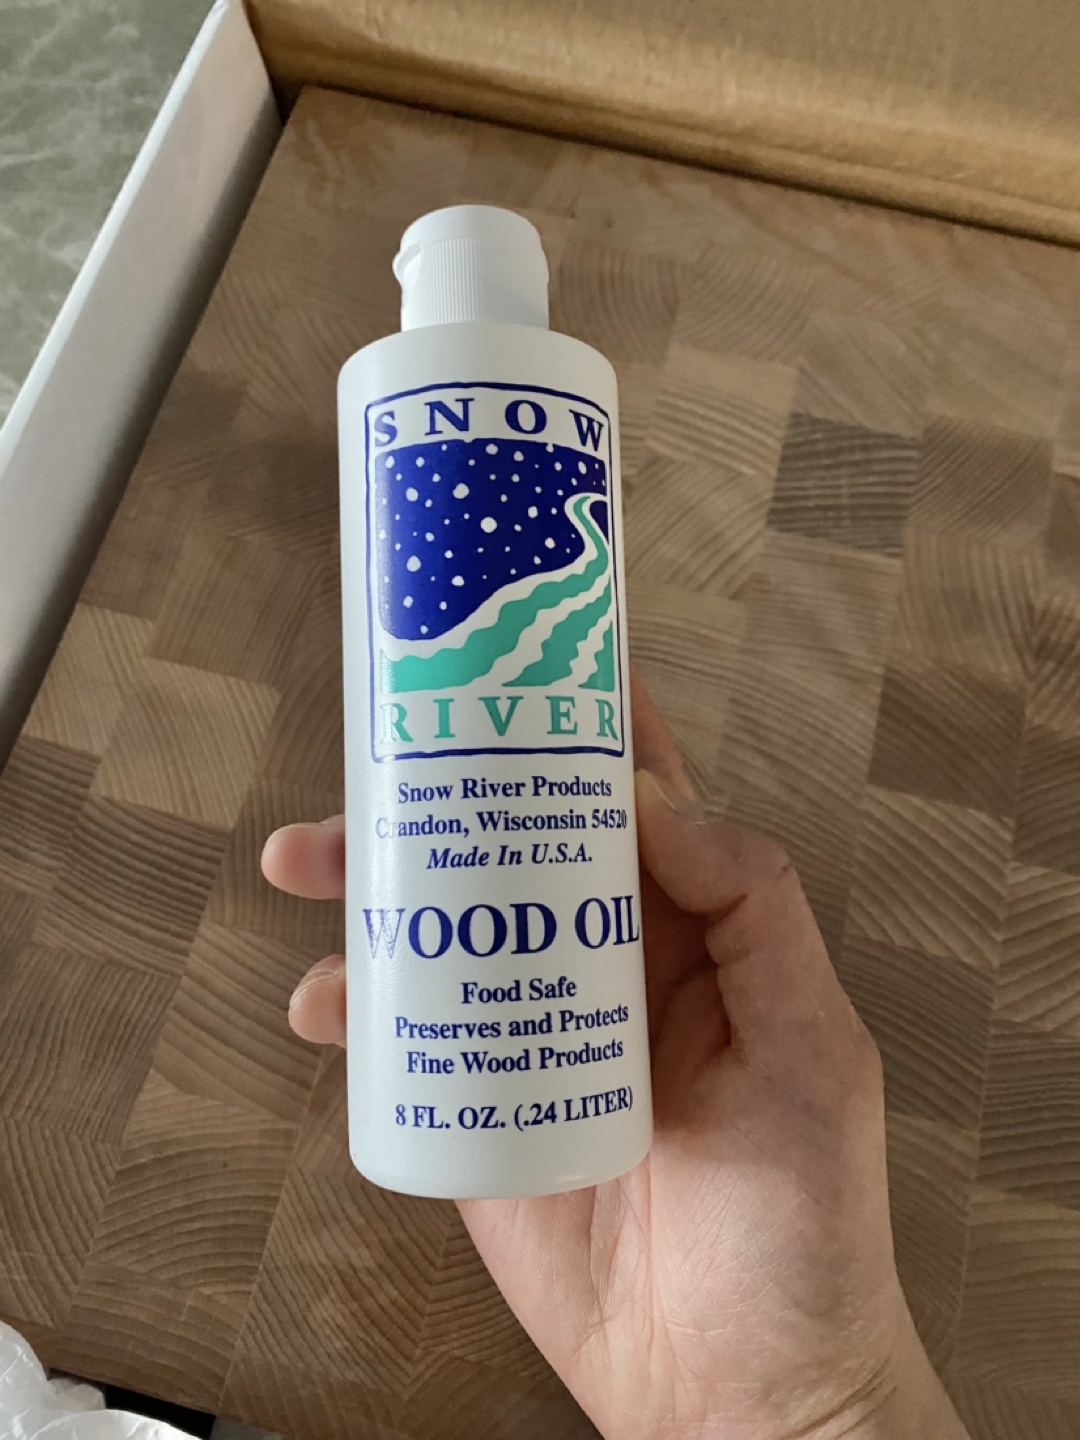 SNOW
RIVER
Snow River Products
Crandon, Wisconsin 54520
Made In U.S.A.
WOOD OIL
Food Safe
Preserves and Protects
Fine Wood Products
8 FL. OZ. (.24 LITER)